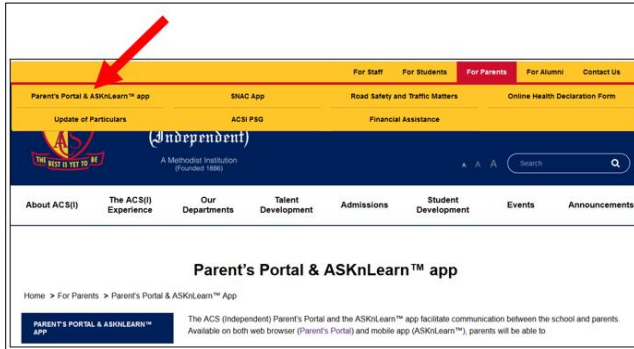 For Staff For Students For Parents For Alumni Contact Us
Parent's Portal & ASKnLearn™ app SNAC App Road Safety and Traffic Matters Online Health Declaration Form
Update of Particulars ACSI PSG Financial Assistance
(Independent)
A Methodist Institution
(Founded 1886)
THE BEST IS YET TO BE
A A A Search
About ACS(I) The ACS(I) Experience Our Departments Talent Development Admissions Student Development Events Announcements
Parent's Portal & ASKnLearn™ app
Home > For Parents > Parent's Portal & ASKnLearn™ App
PARENT'S PORTAL & ASKNLEARN™
APP
The ACS (Independent) Parent's Portal and the ASKnLearn™ app facilitate communication between the school and parents.
Available on both web browser (Parent's Portal) and mobile app (ASKnLearn™), parents will be able to